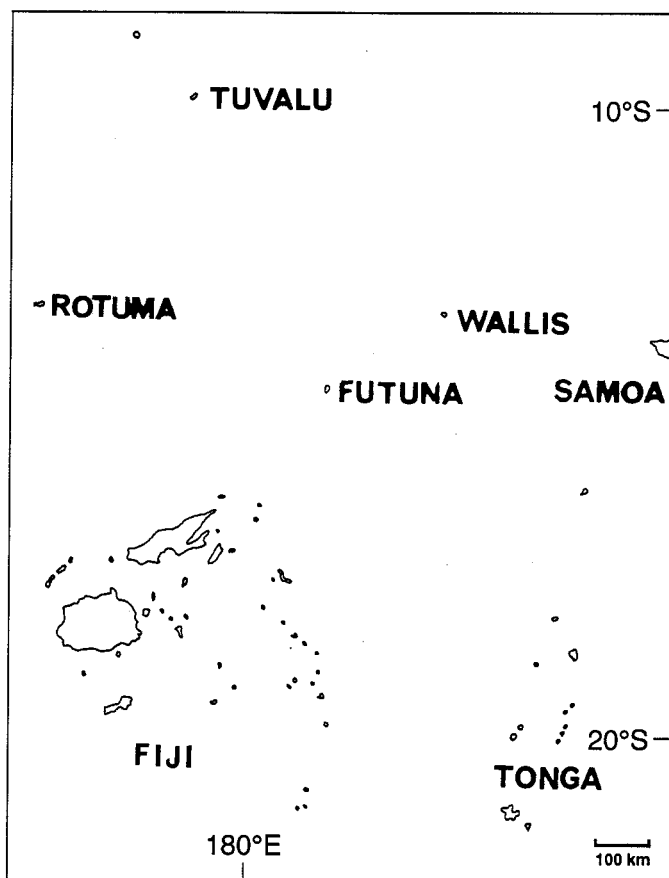 TUVALU
10°S
ROTUMA
WALLIS
FUTUNA
SAMOA
20°S
FIJI
TONGA
180°E
100 km